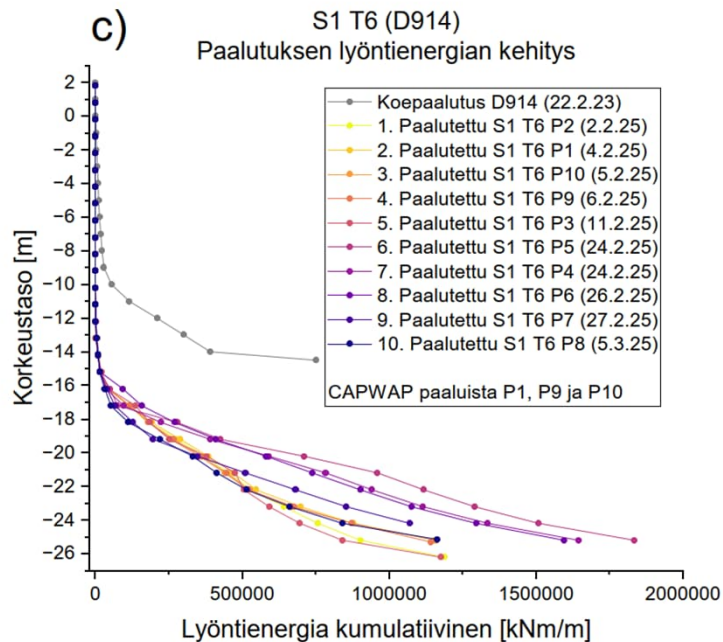 c)
S1 T6 (D914)
Paalutuksen lyöntienergian kehitys
Korkeustaso [m]
2
0
−2
−4
−6
−8
−10
−12
−14
−16
−18
−20
−22
−24
−26
Koepaalutus D914 (22.2.23)
1. Paalutettu S1 T6 P2 (2.2.25)
2. Paalutettu S1 T6 P1 (4.2.25)
3. Paalutettu S1 T6 P10 (5.2.25)
4. Paalutettu S1 T6 P9 (6.2.25)
5. Paalutettu S1 T6 P3 (11.2.25)
6. Paalutettu S1 T6 P5 (24.2.25)
7. Paalutettu S1 T6 P4 (24.2.25)
8. Paalutettu S1 T6 P6 (26.2.25)
9. Paalutettu S1 T6 P7 (27.2.25)
10. Paalutettu S1 T6 P8 (5.3.25)
CAPWAP paaluista P1, P9 ja P10
0 500000 1000000 1500000 2000000
Lyöntienergia kumulatiivinen [kNm/m]